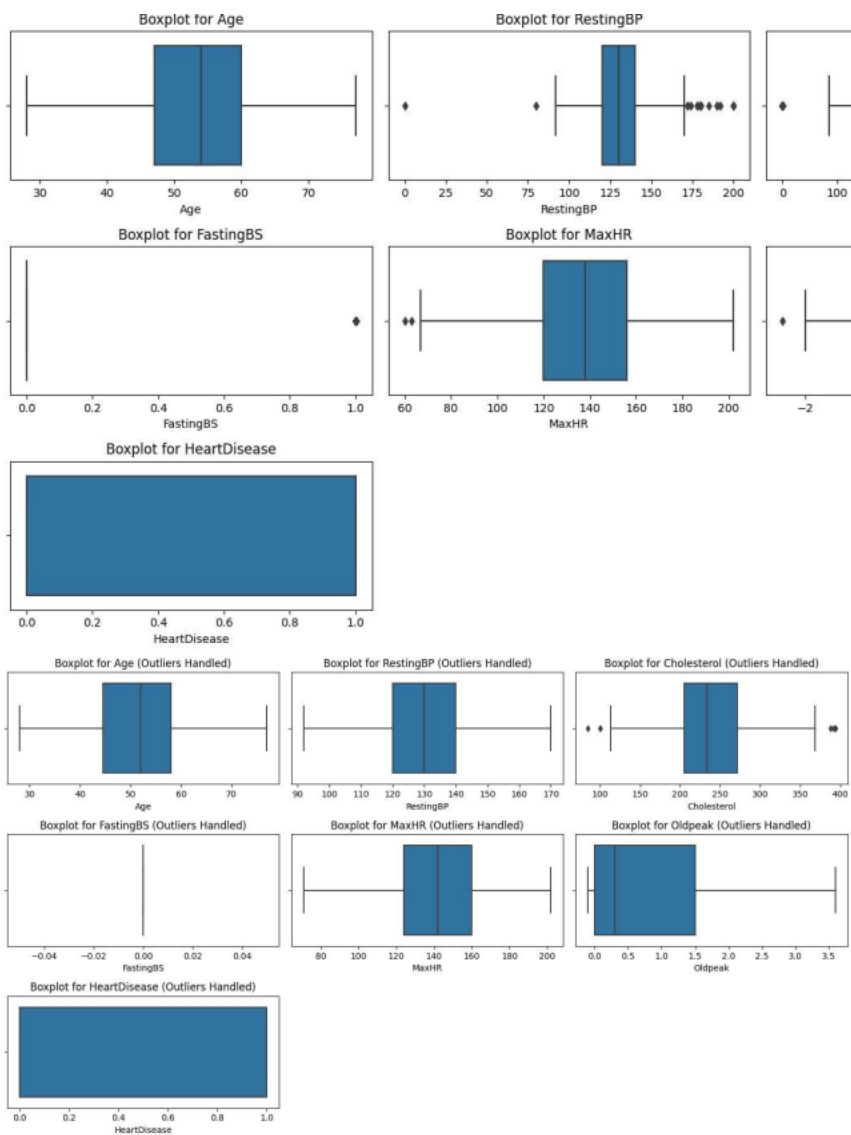 Boxplot for Age
Boxplot for RestingBP
30 40 50 60 70
0 25 50 75 100 125 150 175 200
0 100
Age
RestingBP
Boxplot for FastingBS
Boxplot for MaxHR
0.0 0.2 0.4 0.6 0.8 1.0
60 80 100 120 140 160 180 200
−2
FastingBS
MaxHR
Boxplot for HeartDisease
0.0 0.2 0.4 0.6 0.8 1.0
HeartDisease
Boxplot for Age (Outliers Handled)
Boxplot for RestingBP (Outliers Handled)
Boxplot for Cholesterol (Outliers Handled)
30 40 50 60 70
90 100 110 120 130 140 150 160 170
100 150 200 250 300 350 400
Age
RestingBP
Cholesterol
Boxplot for FastingBS (Outliers Handled)
Boxplot for MaxHR (Outliers Handled)
Boxplot for Oldpeak (Outliers Handled)
−0.04 −0.02 0.00 0.02 0.04
80 100 120 140 160 180 200
0.0 0.5 1.0 1.5 2.0 2.5 3.0 3.5
FastingBS
MaxHR
Oldpeak
Boxplot for HeartDisease (Outliers Handled)
0.0 0.2 0.4 0.6 0.8 1.0
HeartDisease